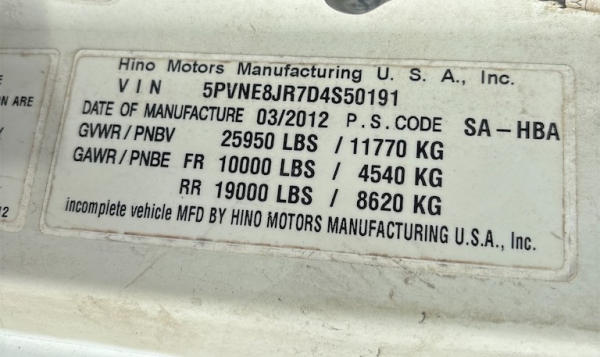 Hino Motors Manufacturing U. S. A., Inc.
VIN 5PVNE8JR7D4S50191
DATE OF MANUFACTURE 03/2012 P.S.CODE SA-HBA
GVWR/PNBV 25950 LBS / 11770 KG
GAWR/PNBE FR 10000 LBS / 4540 KG
RR 19000 LBS / 8620 KG
incomplete vehicle MFD BY HINO MOTORS MANUFACTURING U.S.A., Inc.
ARE